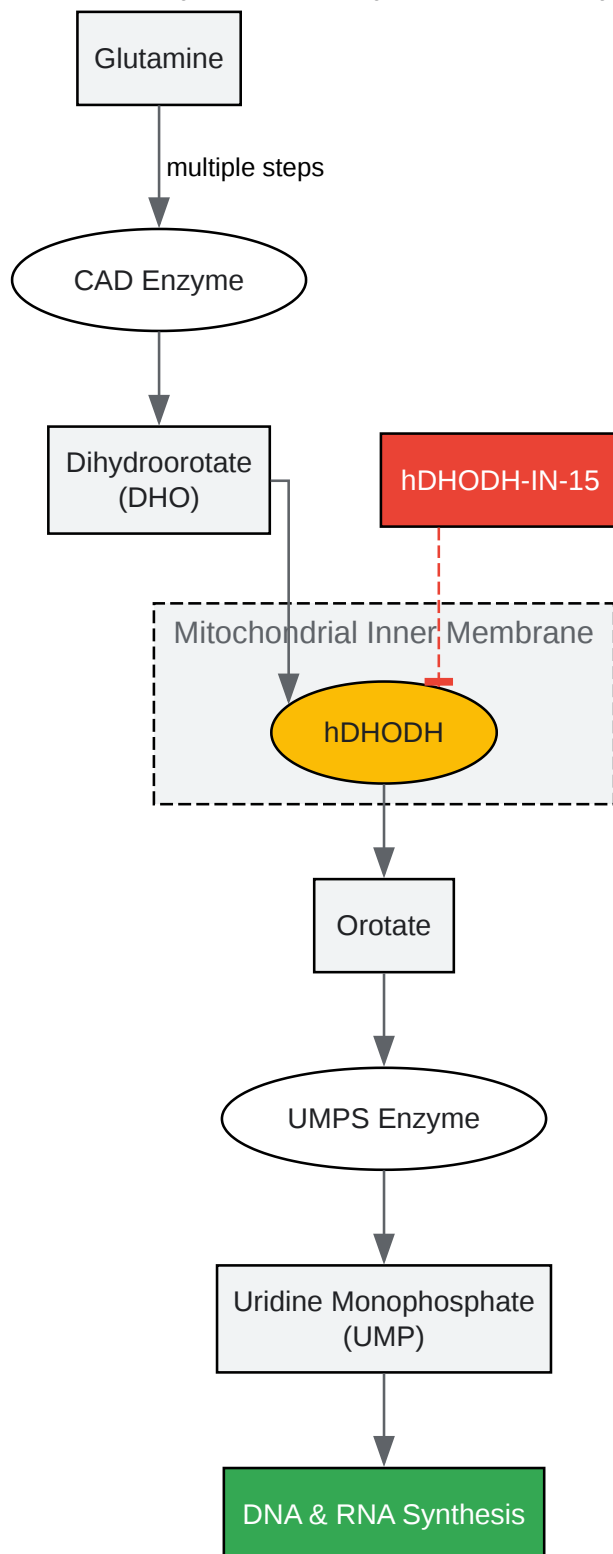 Glutamine
multiple steps
CAD Enzyme
Dihydroorotate
(DHO)
hDHODH-IN-15
Mitochondrial Inner Membrane
hDHODH
Orotate
UMPS Enzyme
Uridine Monophosphate
(UMP)
DNA & RNA Synthesis